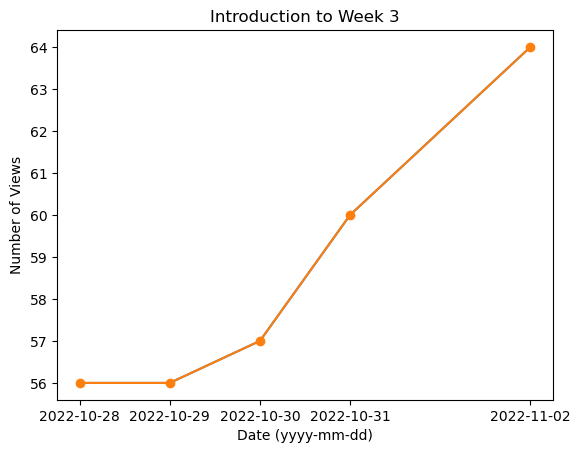 Introduction to Week 3
64
63
62
61
60
59
58
57
56
Number of Views
2022-10-28 2022-10-29 2022-10-30 2022-10-31 2022-11-02
Date (yyyy-mm-dd)